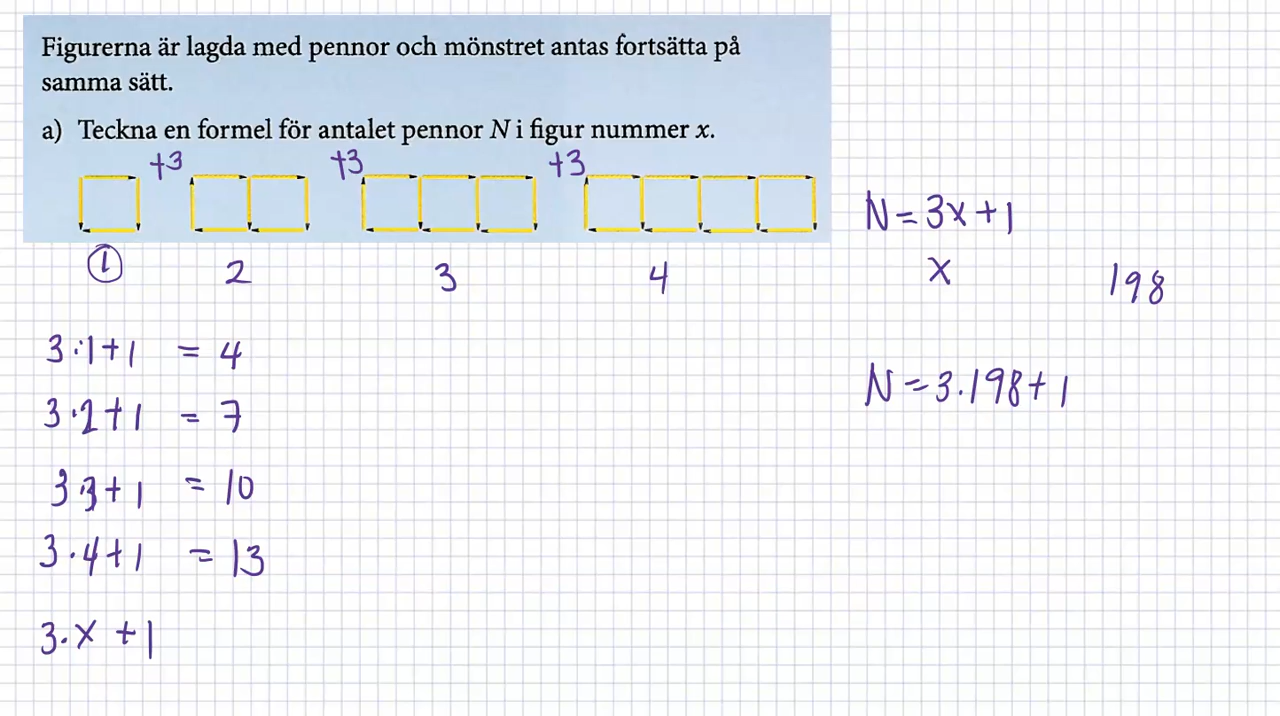 Figurerna är lagda med pennor och mönstret antas fortsätta på
samma sätt.
a) Teckna en formel för antalet pennor N i figur nummer x.
+3 +3 +3
1 2 3 4
3·1+1 = 4
3·2+1 = 7
3·3+1 = 10
3·4+1 = 13
3·x+1
N=3x+1
x 198
N=3·198+1